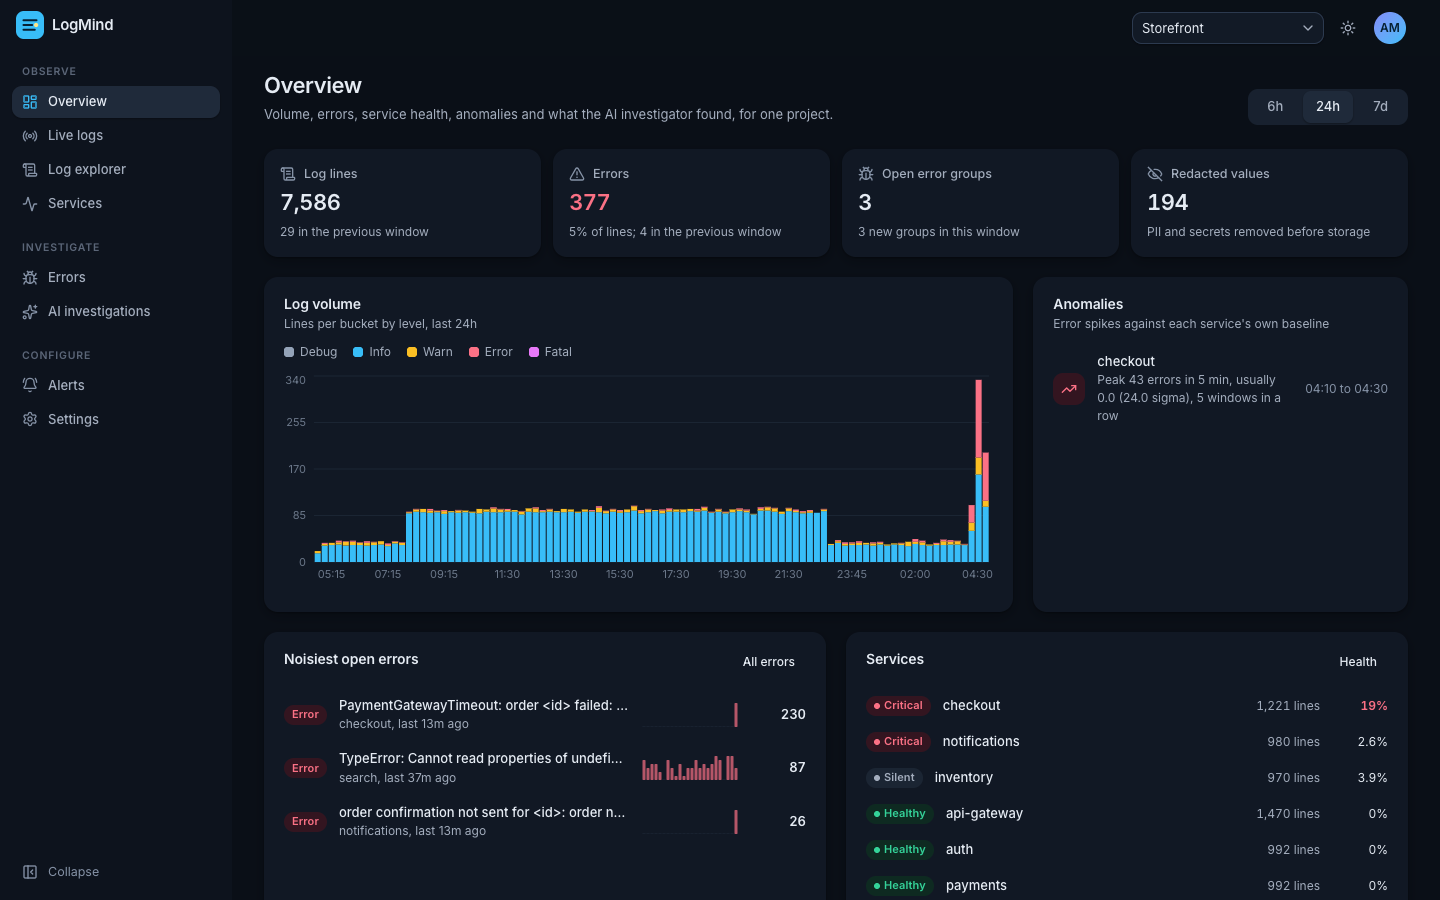 LogMind
Storefront
AM
OBSERVE
Overview
Live logs
Log explorer
Services
INVESTIGATE
Errors
AI investigations
CONFIGURE
Alerts
Settings
Collapse
Overview
Volume, errors, service health, anomalies and what the AI investigator found, for one project.
6h 24h 7d
Log lines
7,586
29 in the previous window
Errors
377
5% of lines; 4 in the previous window
Open error groups
3
3 new groups in this window
Redacted values
194
PII and secrets removed before storage
Log volume
Lines per bucket by level, last 24h
Debug Info Warn Error Fatal
340
255
170
85
0
05:15 07:15 09:15 11:30 13:30 15:30 17:30 19:30 21:30 23:45 02:00 04:30
Anomalies
Error spikes against each service's own baseline
checkout
Peak 43 errors in 5 min, usually
0.0 (24.0 sigma), 5 windows in a
row
04:10 to 04:30
Noisiest open errors
All errors
Error
PaymentGatewayTimeout: order <id> failed: ...
checkout, last 13m ago
230
Error
TypeError: Cannot read properties of undefi...
search, last 37m ago
87
Error
order confirmation not sent for <id>: order n...
notifications, last 13m ago
26
Services
Health
Critical checkout 1,221 lines 19%
Critical notifications 980 lines 2.6%
Silent inventory 970 lines 3.9%
Healthy api-gateway 1,470 lines 0%
Healthy auth 992 lines 0%
Healthy payments 992 lines 0%